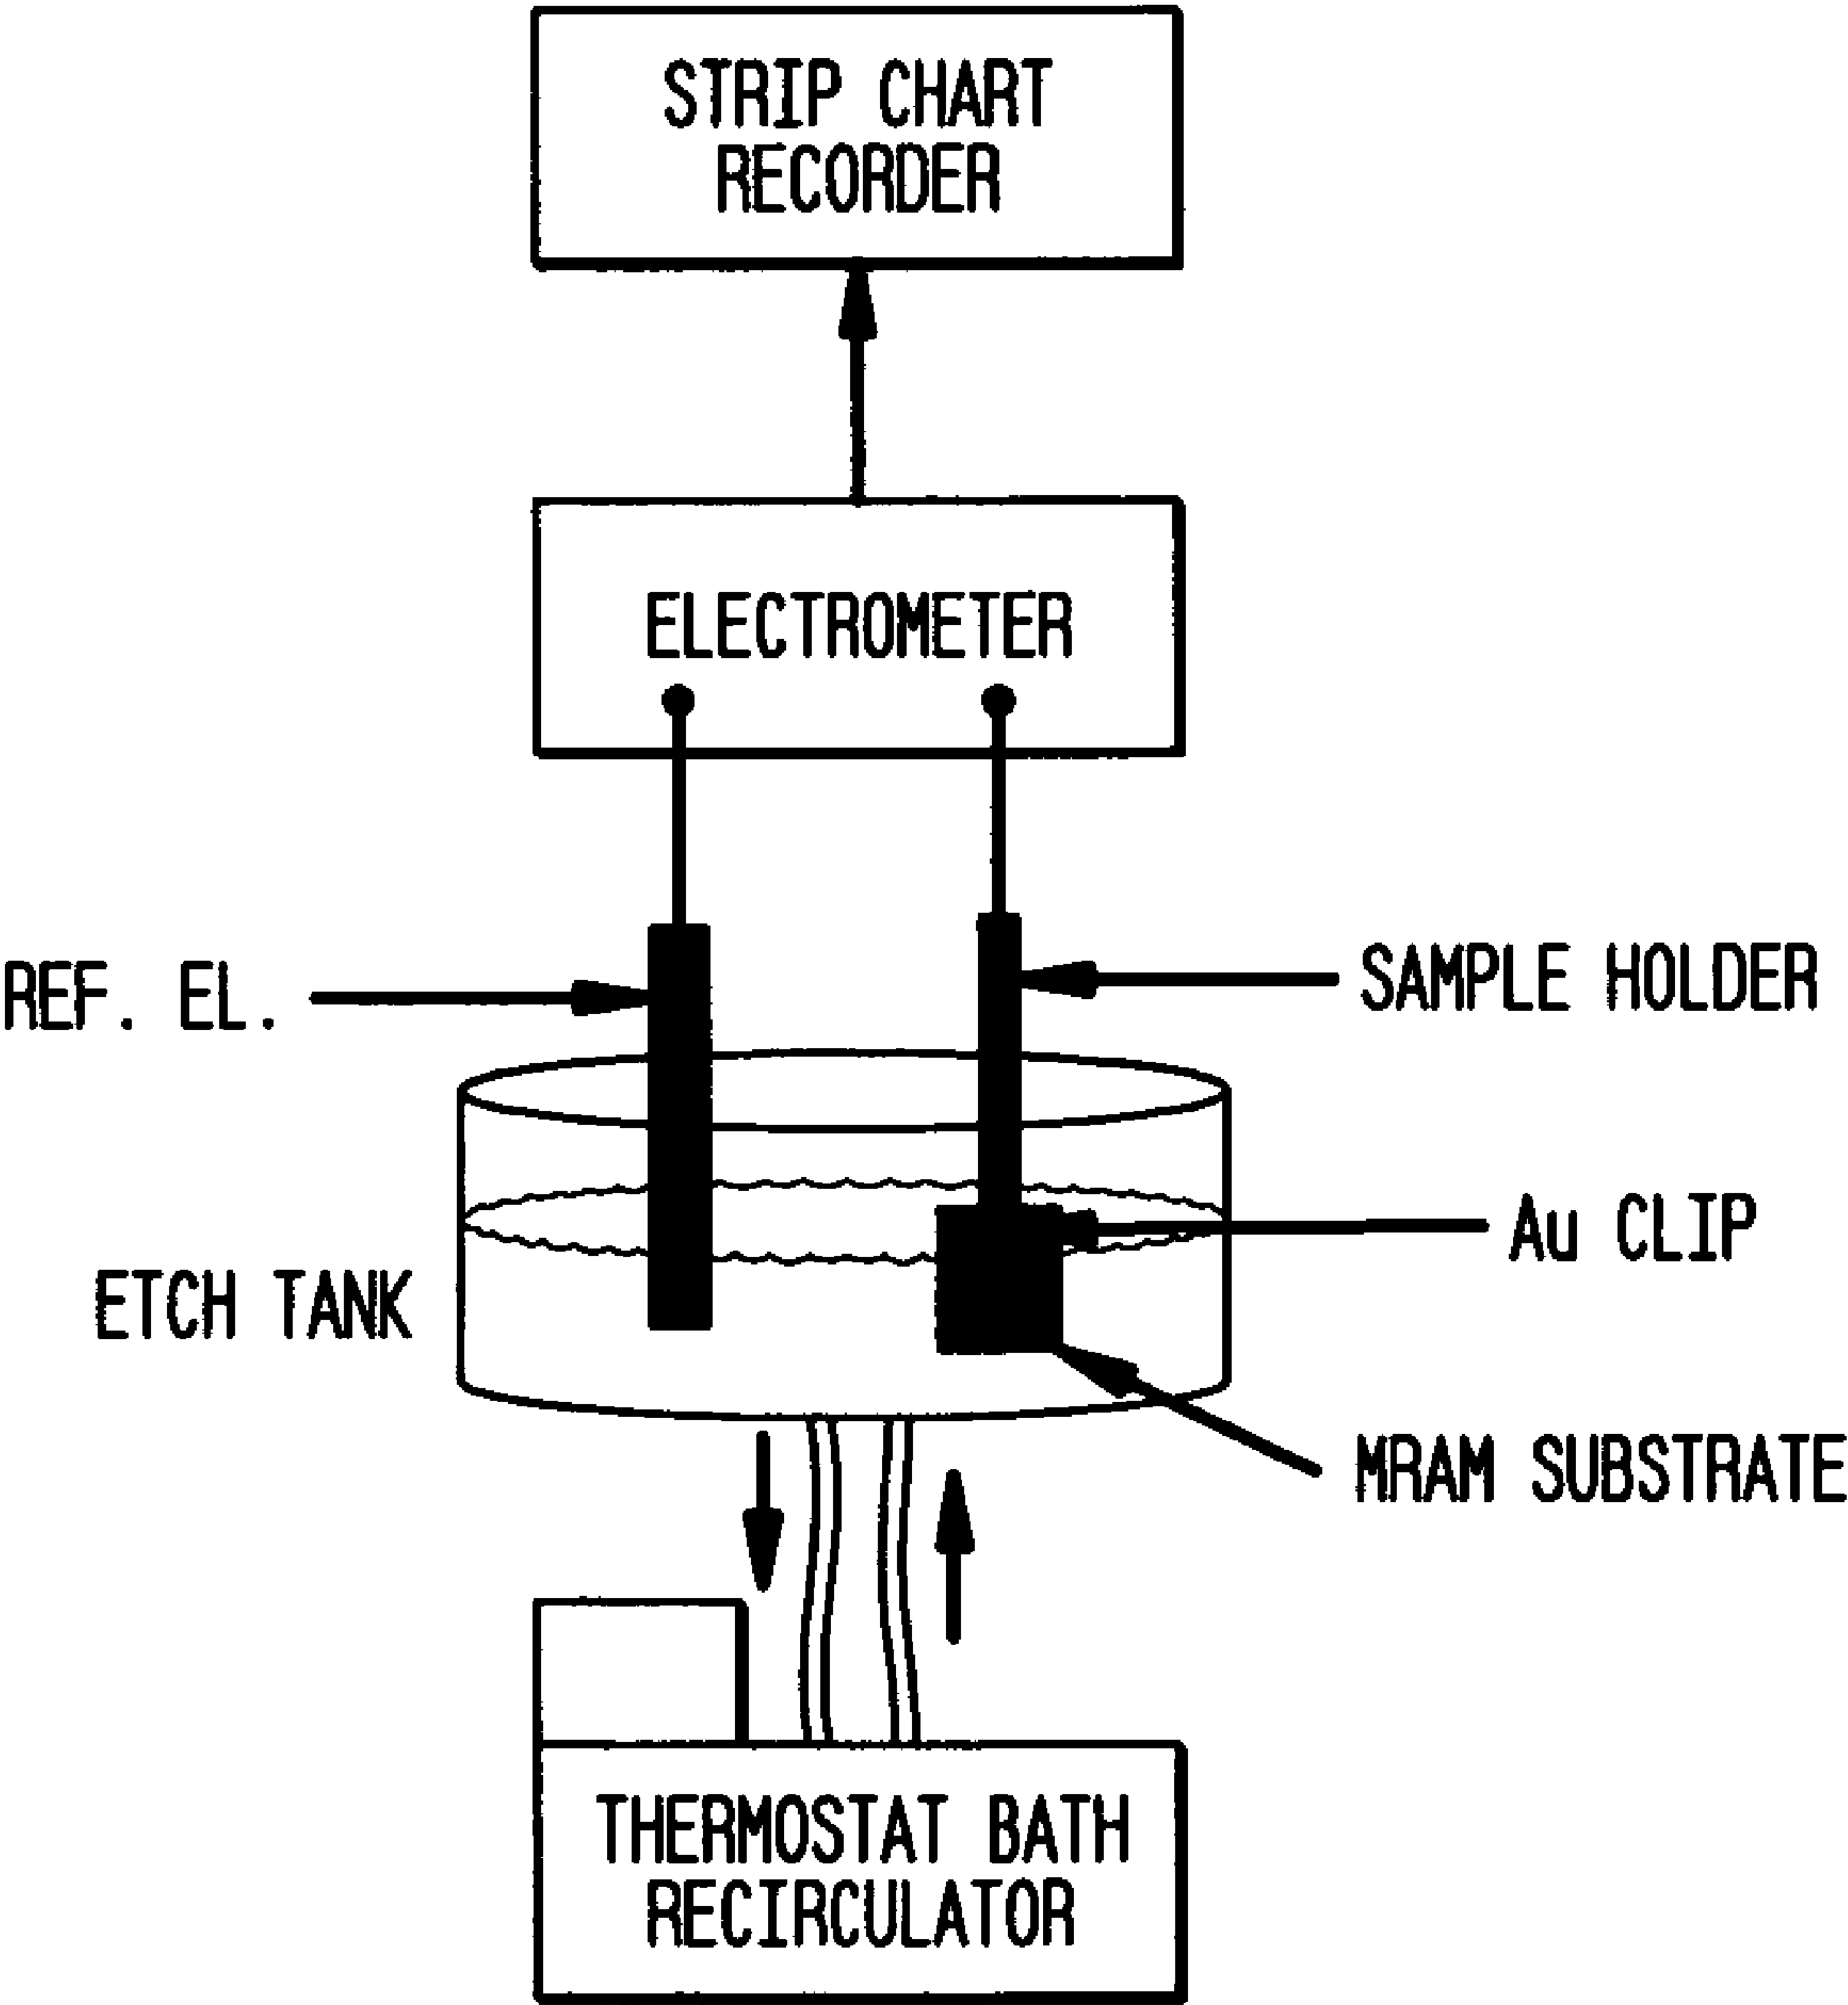 STRIP CHART
RECORDER
ELECTROMETER
REF. EL.
SAMPLE HOLDER
Au CLIP
ETCH TANK
MRAM SUBSTRATE
THERMOSTAT BATH
RECIRCULATOR